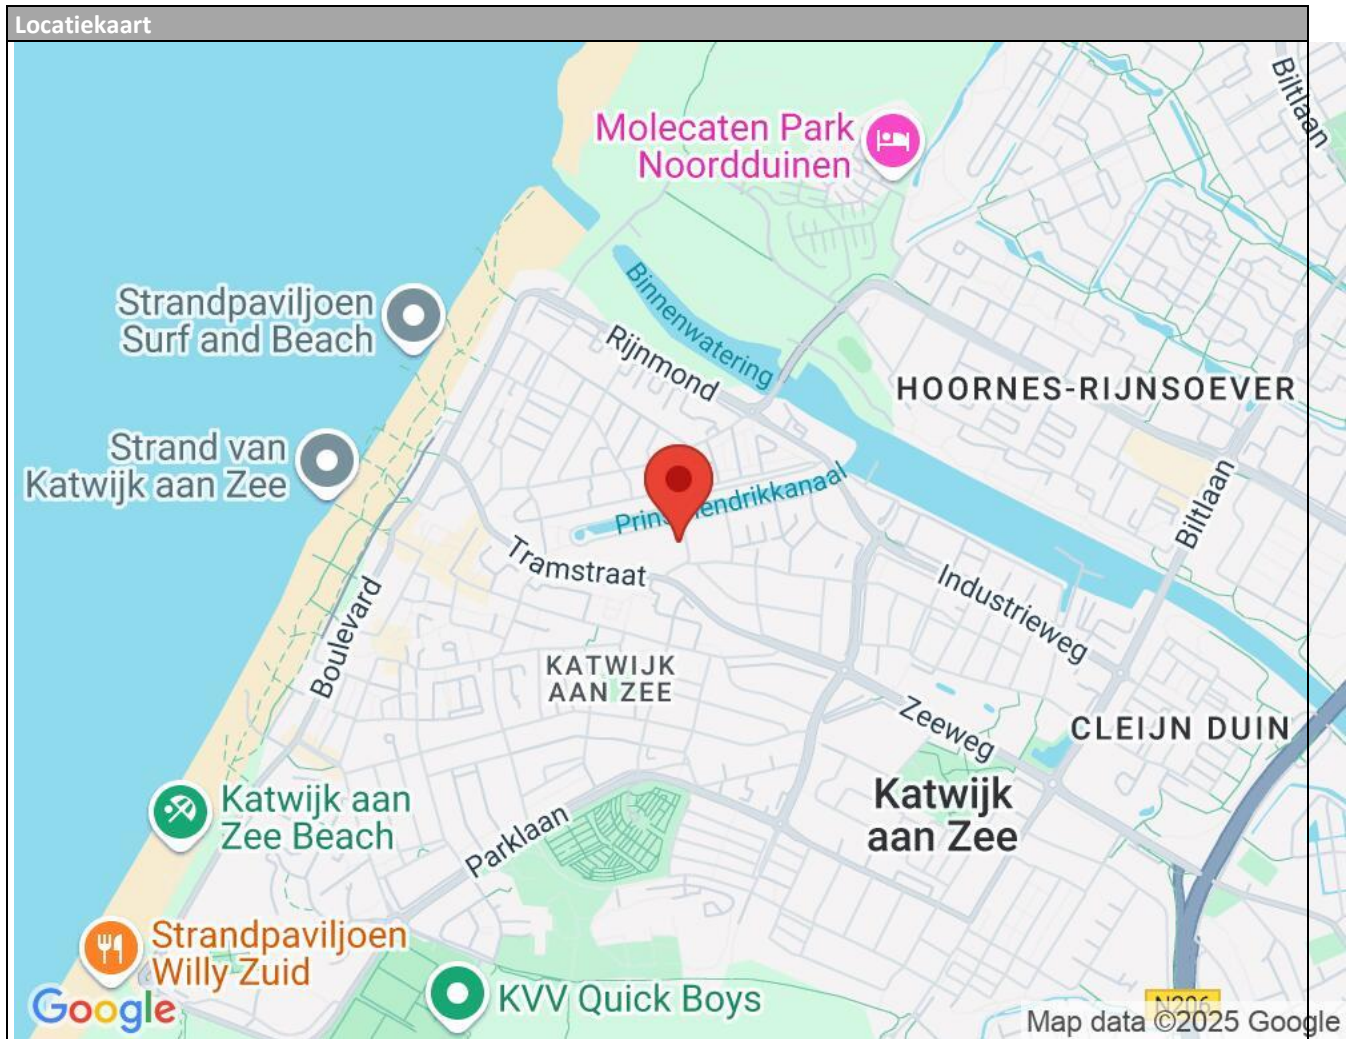 Locatiekaart
Biltlaan
Molecaten Park
Noordduinen
Binnenwatering
Strandpaviljoen
Surf and Beach
Rijnmond
HOORNES-RIJNSOEVER
Strand van
Katwijk aan Zee
Biltlaan
Tramstraat
Industrieweg
Boulevard
KATWIJK
AAN ZEE
Zeeweg
CLEIJN DUIN
Katwijk
aan Zee
Katwijk aan
Zee Beach
Parklaan
Strandpaviljoen
Willy Zuid
KVV Quick Boys
N206
Google
Map data ©2025 Google